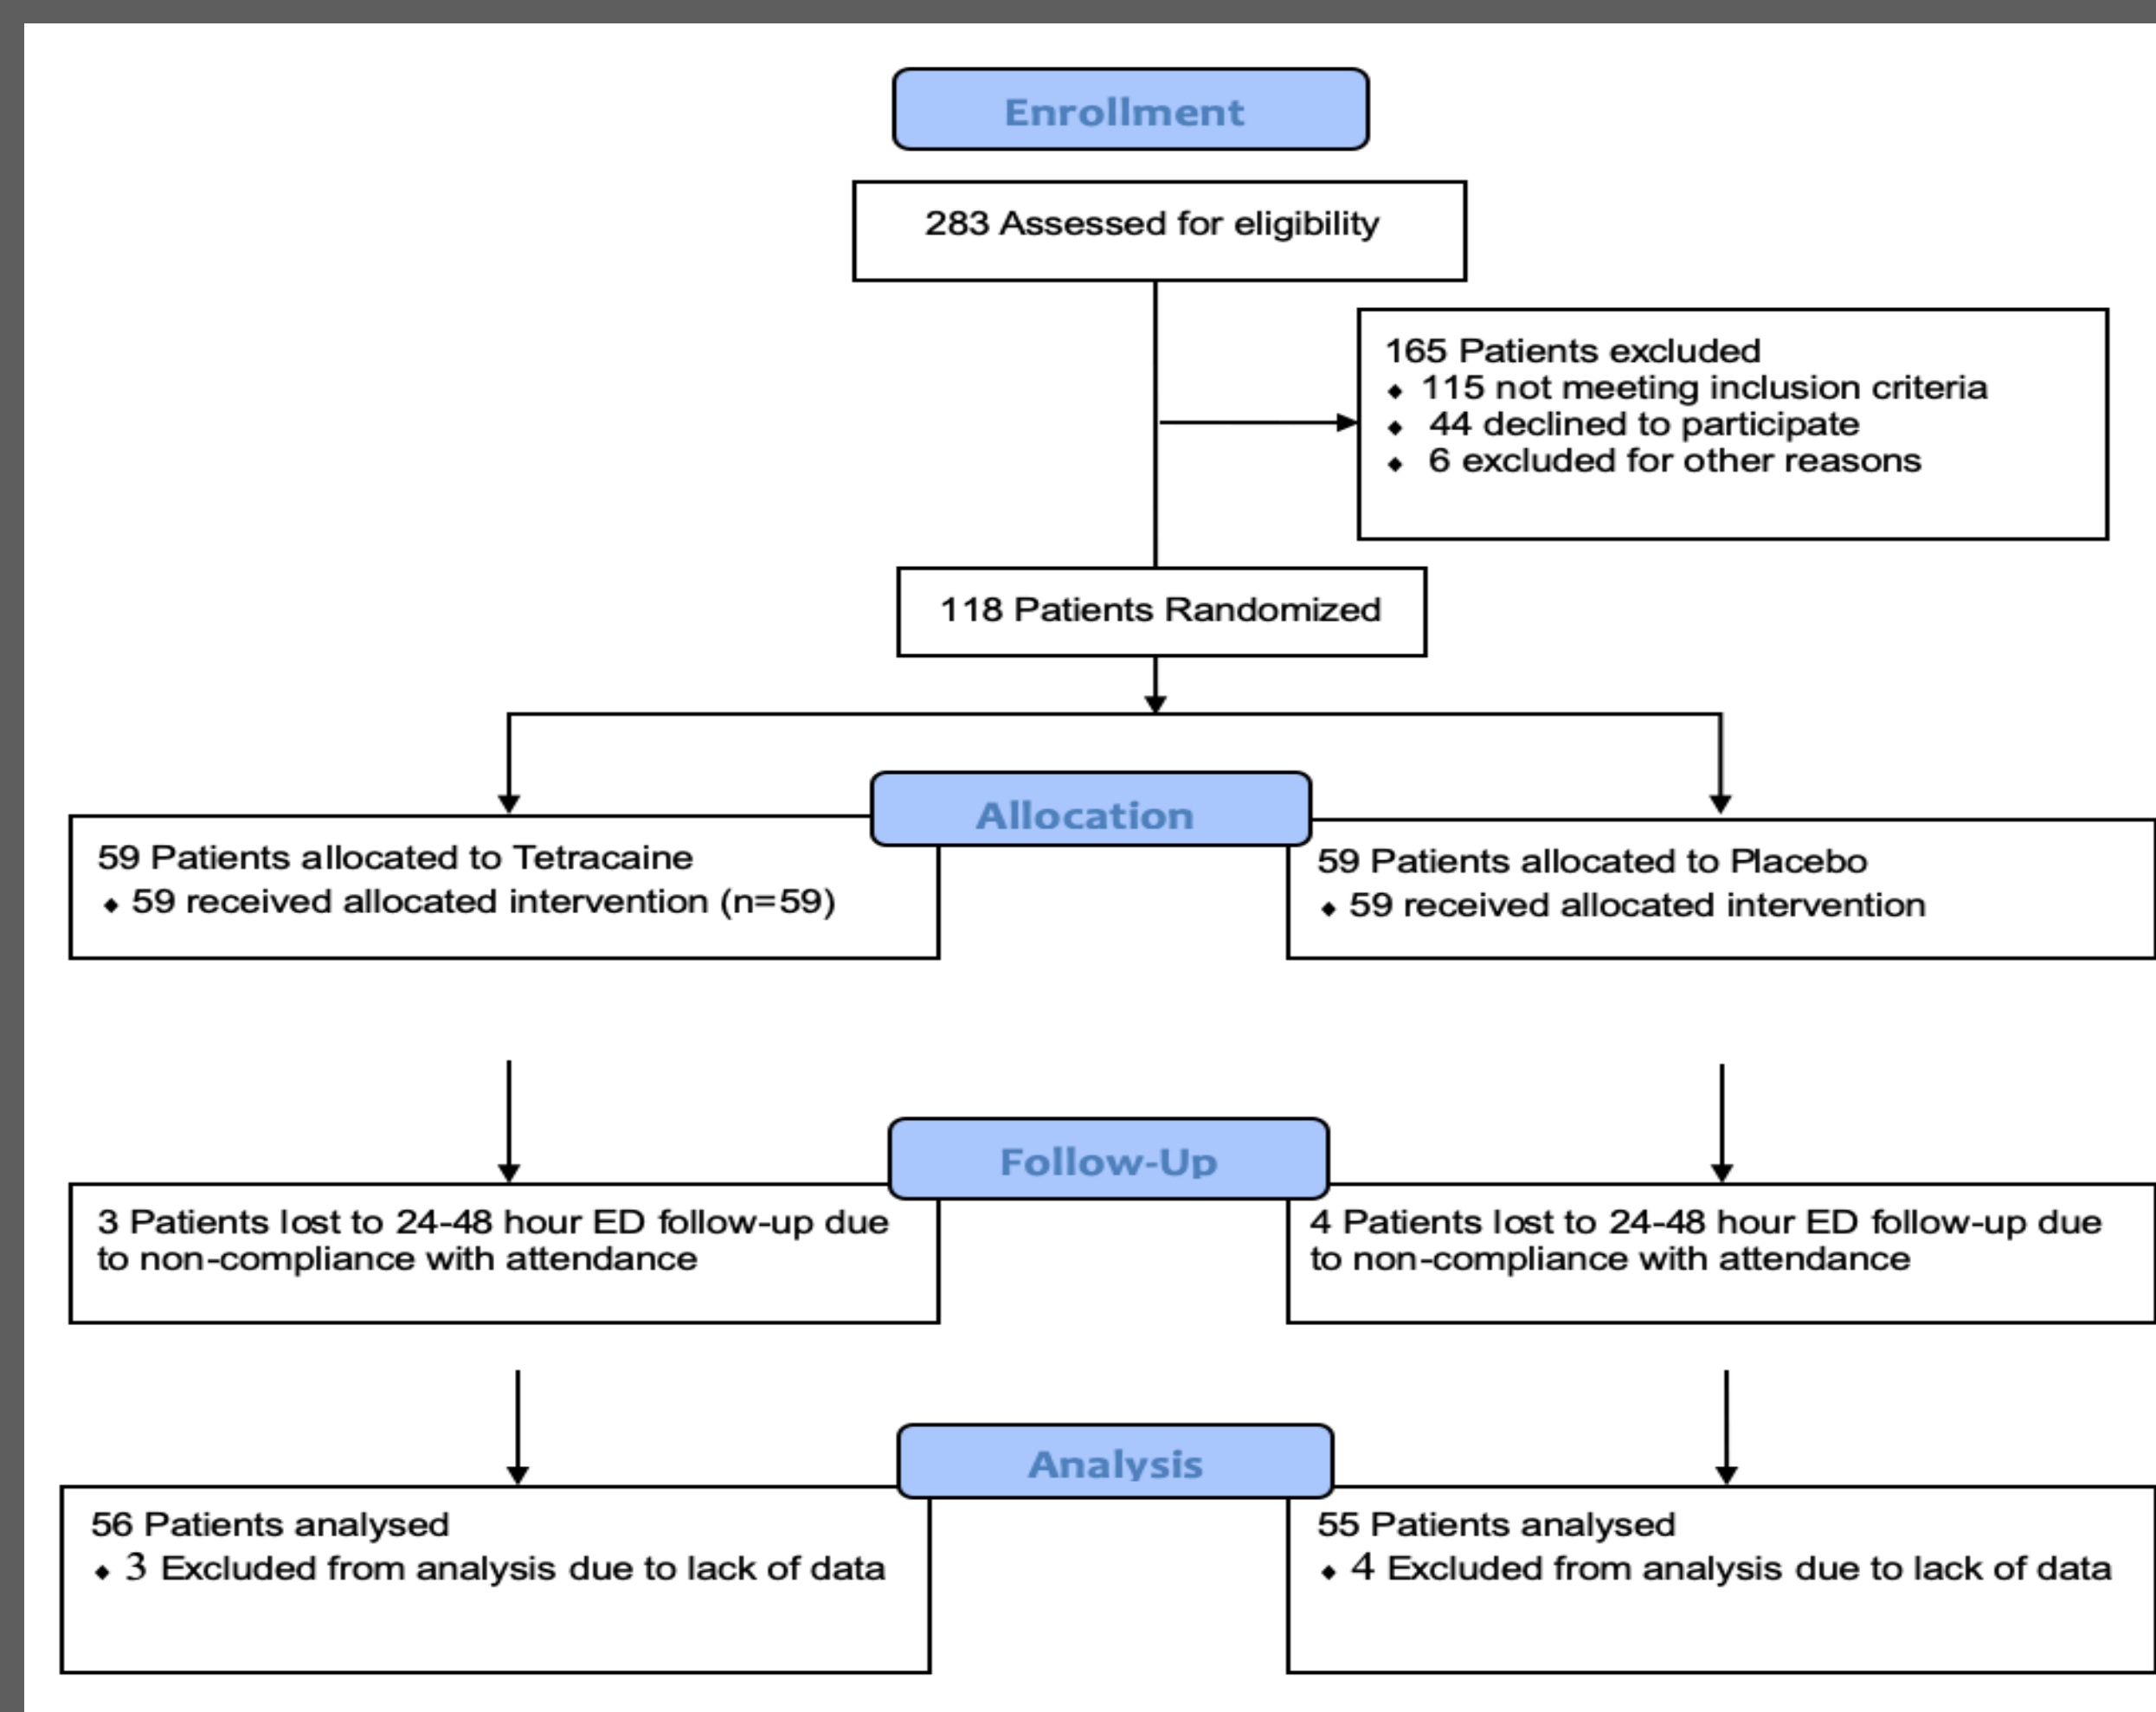 Enrollment
283 Assessed for eligibility
165 Patients excluded
◆ 115 not meeting inclusion criteria
◆ 44 declined to participate
◆ 6 excluded for other reasons
118 Patients Randomized
Allocation
59 Patients allocated to Tetracaine
◆ 59 received allocated intervention (n=59)
59 Patients allocated to Placebo
◆ 59 received allocated intervention
Follow-Up
3 Patients lost to 24-48 hour ED follow-up due
to non-compliance with attendance
4 Patients lost to 24-48 hour ED follow-up due
to non-compliance with attendance
Analysis
56 Patients analysed
◆ 3 Excluded from analysis due to lack of data
55 Patients analysed
◆ 4 Excluded from analysis due to lack of data